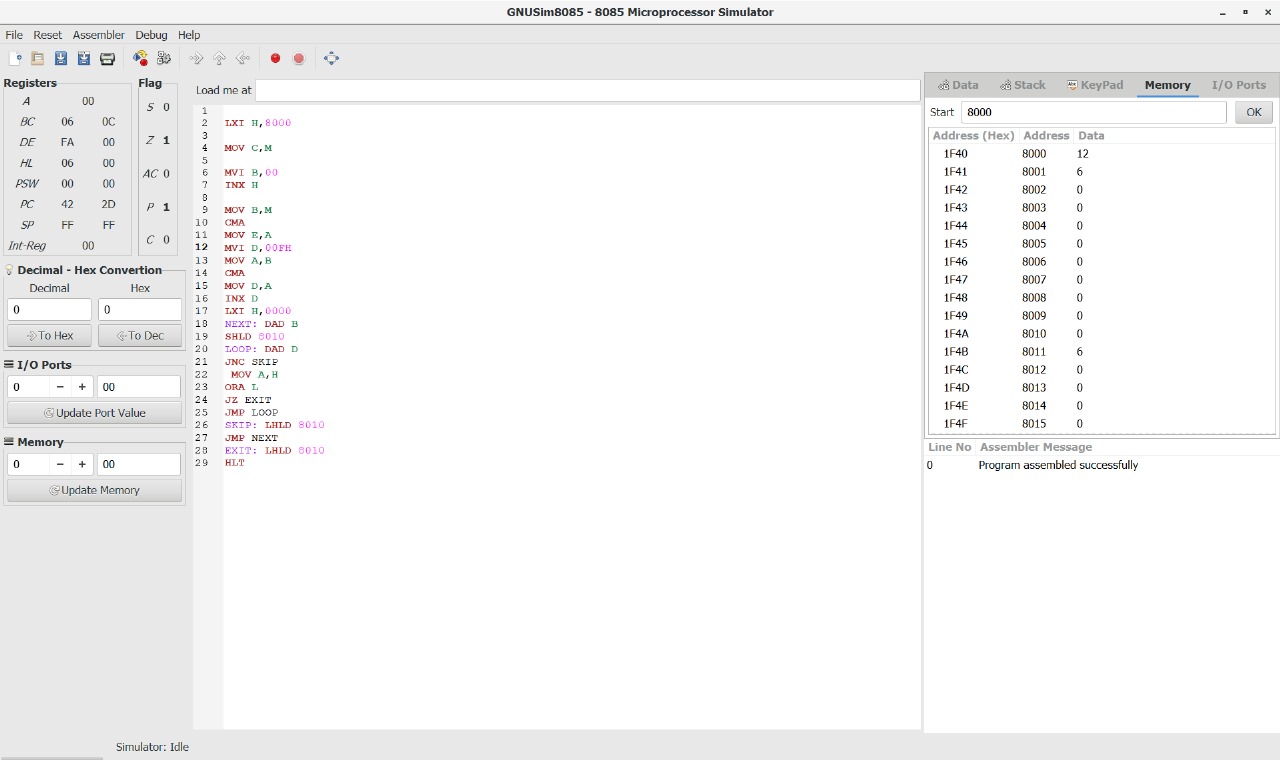 GNUSim8085 - 8085 Microprocessor Simulator
File Reset Assembler Debug Help
Registers
A 00
BC 06 0C
DE FA 00
HL 06 00
PSW 00 00
PC 42 2D
SP FF FF
Int-Reg 00
Flag
S 0
Z 1
AC 0
P 1
C 0
Decimal - Hex Convertion
Decimal Hex
0 0
To Hex To Dec
I/O Ports
0 − + 00
Update Port Value
Memory
0 − + 00
Update Memory
Load me at
1
2 LXI H,8000
3
4 MOV C,M
5
6 MVI B,00
7 INX H
8
9 MOV B,M
10 CMA
11 MOV E,A
12 MVI D,00FH
13 MOV A,B
14 CMA
15 MOV D,A
16 INX D
17 LXI H,0000
18 NEXT: DAD B
19 SHLD 8010
20 LOOP: DAD D
21 JNC SKIP
22 MOV A,H
23 ORA L
24 JZ EXIT
25 JMP LOOP
26 SKIP: LHLD 8010
27 JMP NEXT
28 EXIT: LHLD 8010
29 HLT
Data Stack KeyPad Memory I/O Ports
Start 8000 OK
Address (Hex) Address Data
1F40 8000 12
1F41 8001 6
1F42 8002 0
1F43 8003 0
1F44 8004 0
1F45 8005 0
1F46 8006 0
1F47 8007 0
1F48 8008 0
1F49 8009 0
1F4A 8010 0
1F4B 8011 6
1F4C 8012 0
1F4D 8013 0
1F4E 8014 0
1F4F 8015 0
Line No Assembler Message
0 Program assembled successfully
Simulator: Idle